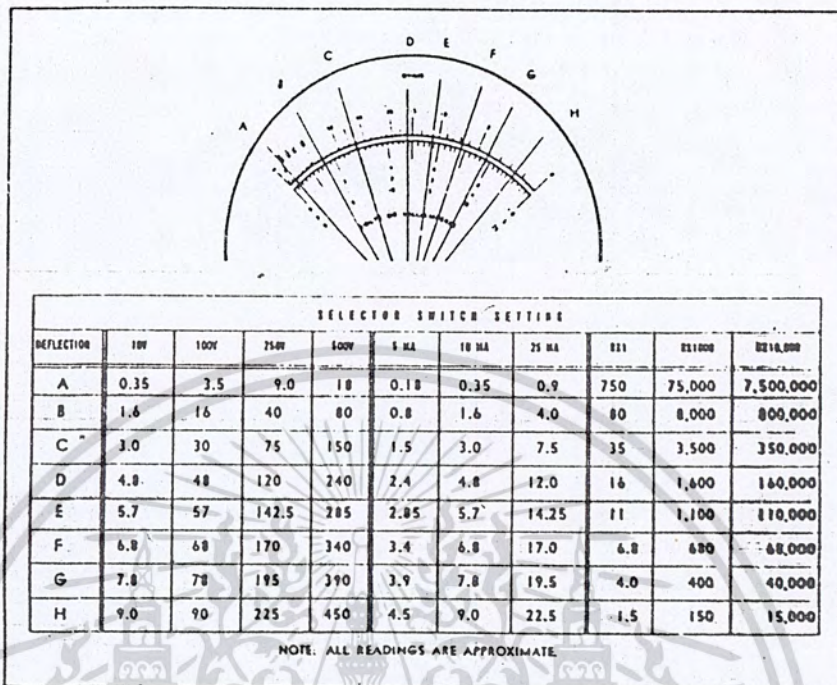 A B C D E F G H
SELECTOR SWITCH SETTING
DEFLECTION 10V 100V 250V 500V 5 MA 10 MA 25 MA RX1 RX10,000
A 0.35 3.5 9.0 18 0.18 0.35 0.9 750 75,000 7,500,000
B 1.6 16 40 80 0.8 1.6 4.0 80 8,000 800,000
C 3.0 30 75 150 1.5 3.0 7.5 35 3,500 350,000
D 4.8 48 120 240 2.4 4.8 12.0 16 1,600 160,000
E 5.7 57 142.5 285 2.85 5.7 14.25 11 1,100 110,000
F 6.8 68 170 340 3.4 6.8 17.0 6.8 680 68,000
G 7.8 78 195 390 3.9 7.8 19.5 4.0 400 40,000
H 9.0 90 225 450 4.5 9.0 22.5 1.5 150 15,000
NOTE: ALL READINGS ARE APPROXIMATE